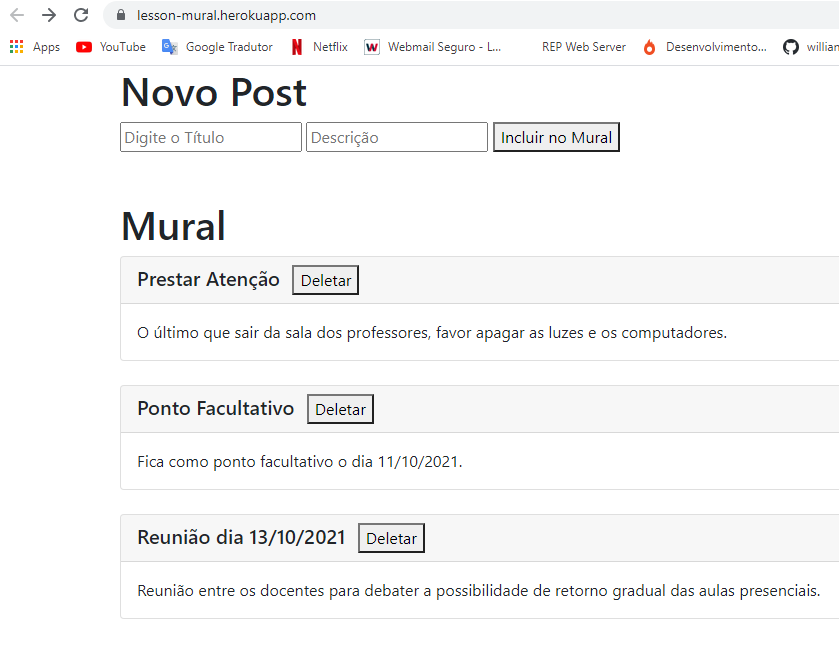 lesson-mural.herokuapp.com
Apps YouTube Google Tradutor Netflix Webmail Seguro - L... REP Web Server Desenvolvimento... willian
Novo Post
Digite o Título Descrição Incluir no Mural
Mural
Prestar Atenção Deletar
O último que sair da sala dos professores, favor apagar as luzes e os computadores.
Ponto Facultativo Deletar
Fica como ponto facultativo o dia 11/10/2021.
Reunião dia 13/10/2021 Deletar
Reunião entre os docentes para debater a possibilidade de retorno gradual das aulas presenciais.